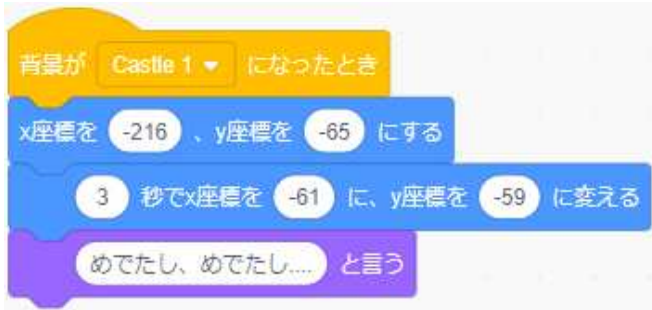 背景が Castle 1 になったとき
x座標を -216 、y座標を -65 にする
3 秒でx座標を -61 に、y座標を -59 に変える
めでたし、めでたし.... と言う